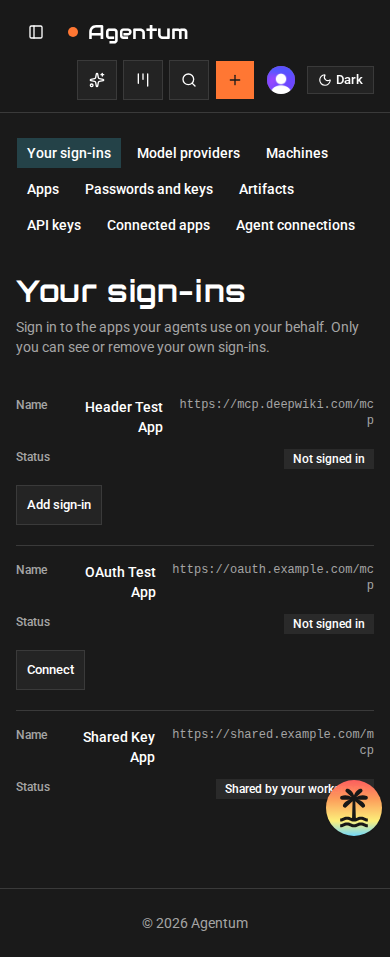 Agentum
Dark
Your sign-ins Model providers Machines
Apps Passwords and keys Artifacts
API keys Connected apps Agent connections
Your sign-ins
Sign in to the apps your agents use on your behalf. Only
you can see or remove your own sign-ins.
Name Header Test https://mcp.deepwiki.com/mc
App p
Status Not signed in
Add sign-in
Name OAuth Test https://oauth.example.com/mc
App p
Status Not signed in
Connect
Name Shared Key https://shared.example.com/m
App cp
Status Shared by your
© 2026 Agentum